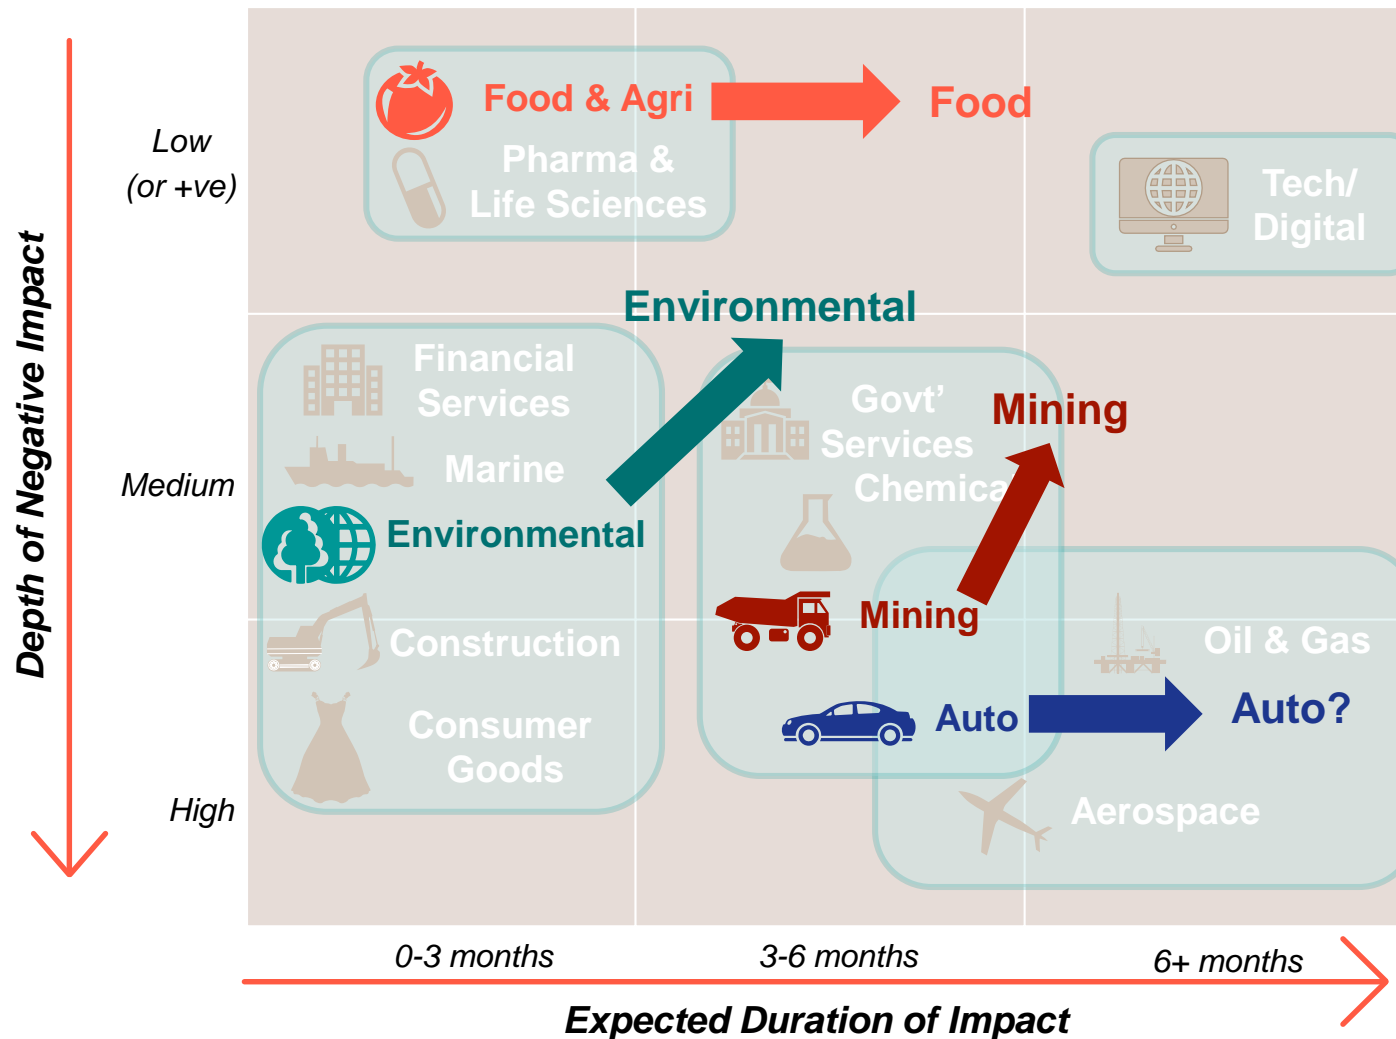 Depth of Negative Impact
Low
(or +ve)
Medium
High
Food & Agri
Food
Pharma &
Life Sciences
Tech/
Digital
Environmental
Financial
Services
Marine
Environmental
Construction
Consumer
Goods
Govt’
Services
Chemica
Mining
Mining
Auto
Oil & Gas
Auto?
Aerospace
0-3 months
3-6 months
6+ months
Expected Duration of Impact